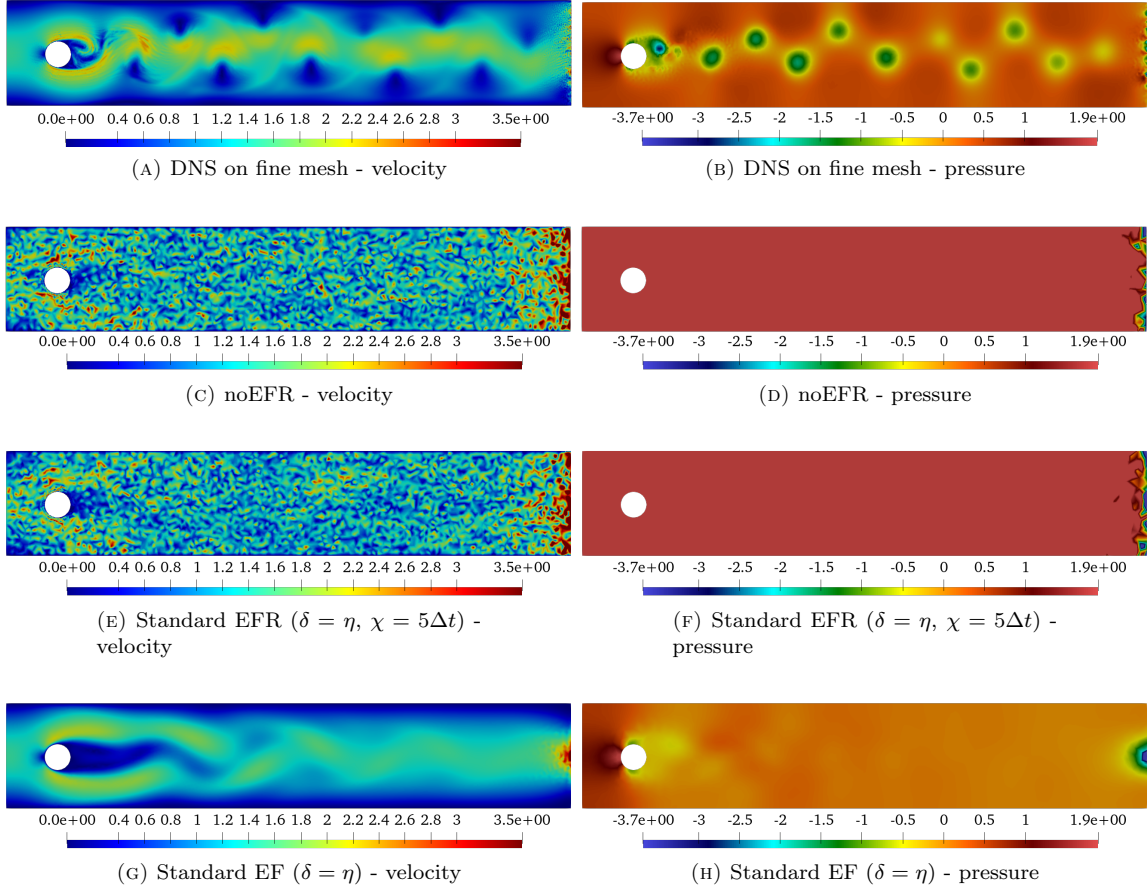 0.0e+00 0.4 0.6 0.8 1 1.2 1.4 1.6 1.8 2 2.2 2.4 2.6 2.8 3 3.5e+00
-3.7e+00 -3 -2.5 -2 -1.5 -1 -0.5 0 0.5 1 1.9e+00
(A) DNS on fine mesh - velocity
(B) DNS on fine mesh - pressure
0.0e+00 0.4 0.6 0.8 1 1.2 1.4 1.6 1.8 2 2.2 2.4 2.6 2.8 3 3.5e+00
-3.7e+00 -3 -2.5 -2 -1.5 -1 -0.5 0 0.5 1 1.9e+00
(C) noEFR - velocity
(D) noEFR - pressure
0.0e+00 0.4 0.6 0.8 1 1.2 1.4 1.6 1.8 2 2.2 2.4 2.6 2.8 3 3.5e+00
-3.7e+00 -3 -2.5 -2 -1.5 -1 -0.5 0 0.5 1 1.9e+00
(E) Standard EFR (δ = η, χ = 5Δt) -
velocity
(F) Standard EFR (δ = η, χ = 5Δt) -
pressure
0.0e+00 0.4 0.6 0.8 1 1.2 1.4 1.6 1.8 2 2.2 2.4 2.6 2.8 3 3.5e+00
-3.7e+00 -3 -2.5 -2 -1.5 -1 -0.5 0 0.5 1 1.9e+00
(G) Standard EF (δ = η) - velocity
(H) Standard EF (δ = η) - pressure